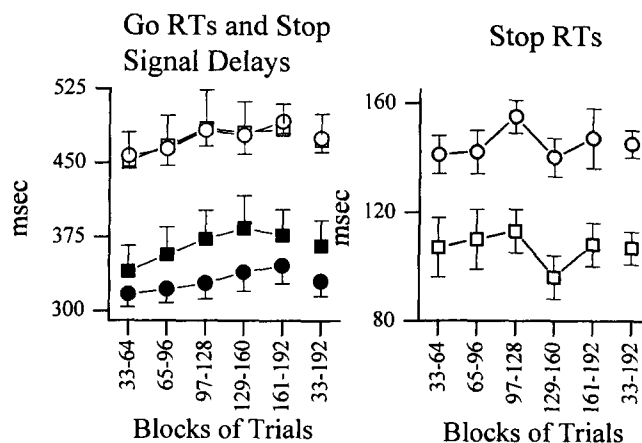 Go RTs and Stop
Signal Delays
Stop RTs
525
450
375
300
msec
33-64
65-96
97-128
129-160
161-192
33-192
Blocks of Trials
160
120
80
msec
33-64
65-96
97-128
129-160
161-192
33-192
Blocks of Trials